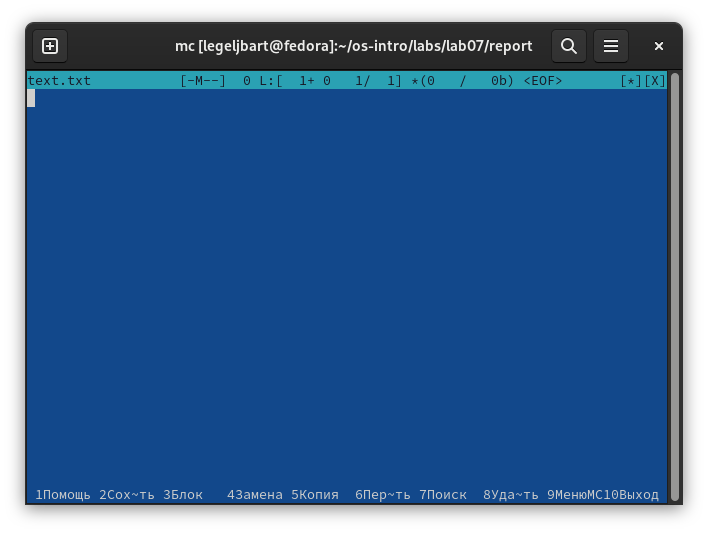 mc [legeljbart@fedora]:~/os-intro/labs/lab07/report
text.txt [-M--] 0 L:[ 1+ 0 1/ 1] *(0 / 0b) <EOF> [*][X]
1Помощь 2Сох~ть 3Блок 4Замена 5Копия 6Пер~ть 7Поиск 8Уда~ть 9МенюMC10Выход